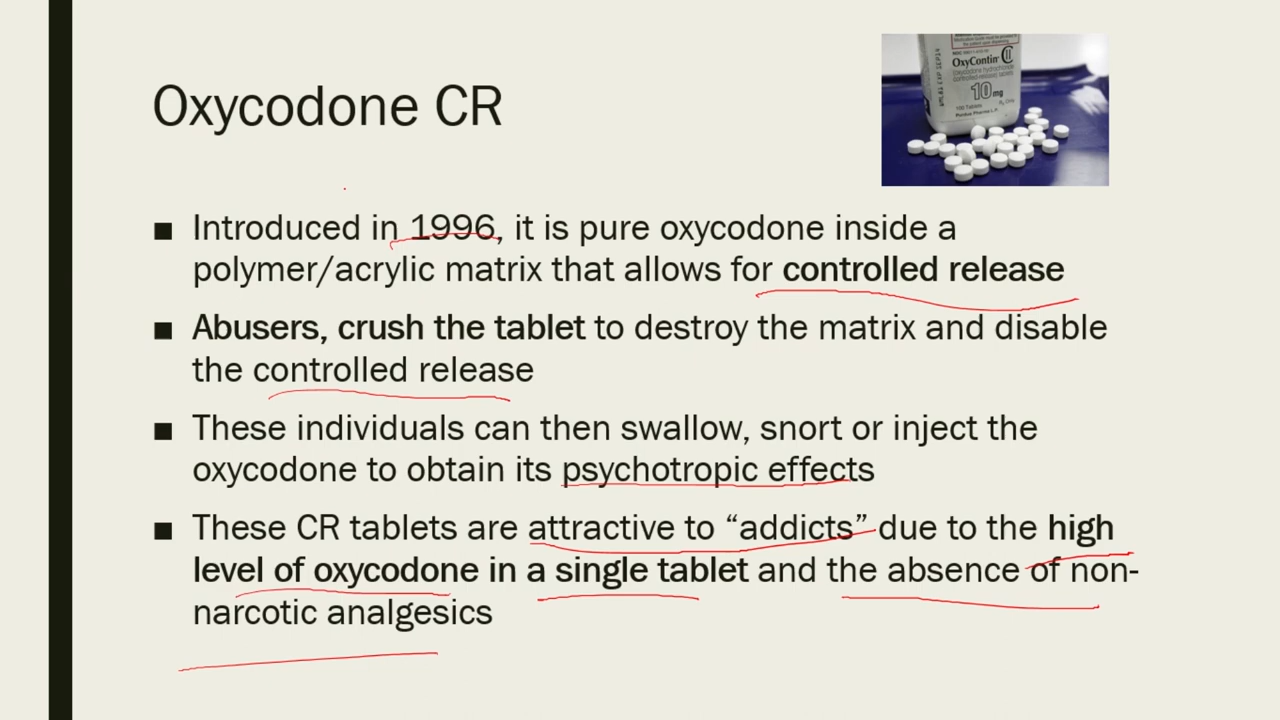 Oxycodone CR
OxyContin
10 mg
■ Introduced in 1996, it is pure oxycodone inside a
polymer/acrylic matrix that allows for controlled release
■ Abusers, crush the tablet to destroy the matrix and disable
the controlled release
■ These individuals can then swallow, snort or inject the
oxycodone to obtain its psychotropic effects
■ These CR tablets are attractive to “addicts” due to the high
level of oxycodone in a single tablet and the absence of non-
narcotic analgesics